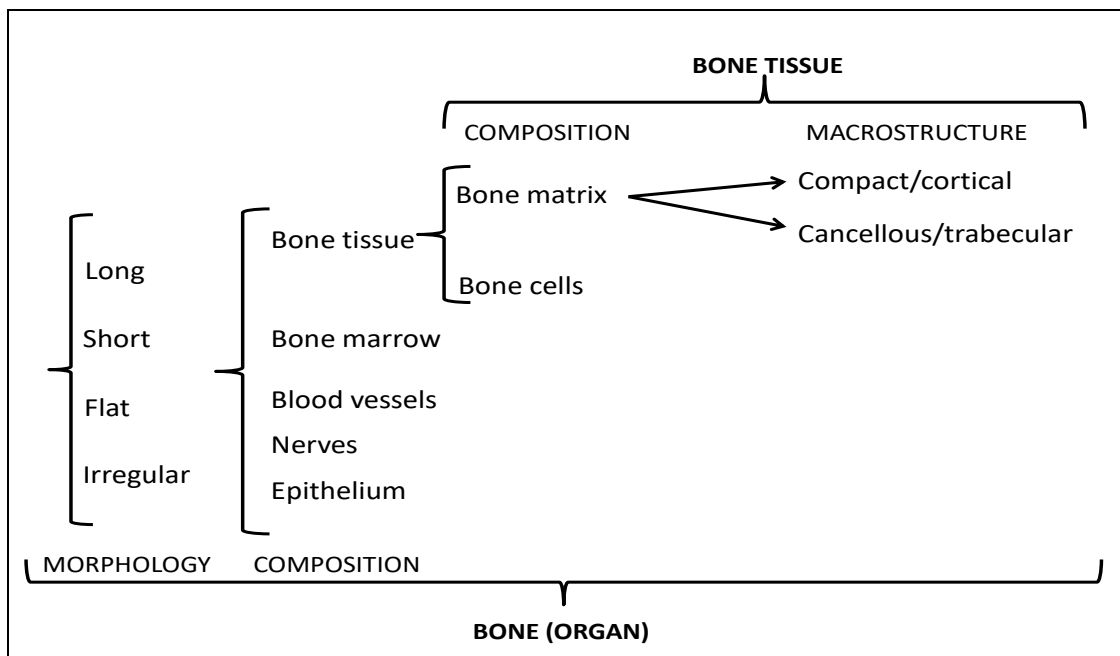 BONE TISSUE
COMPOSITION
MACROSTRUCTURE
Bone matrix
Compact/cortical
Cancellous/trabecular
Bone cells
Long
Short
Flat
Irregular
Bone tissue
Bone marrow
Blood vessels
Nerves
Epithelium
MORPHOLOGY
COMPOSITION
BONE (ORGAN)